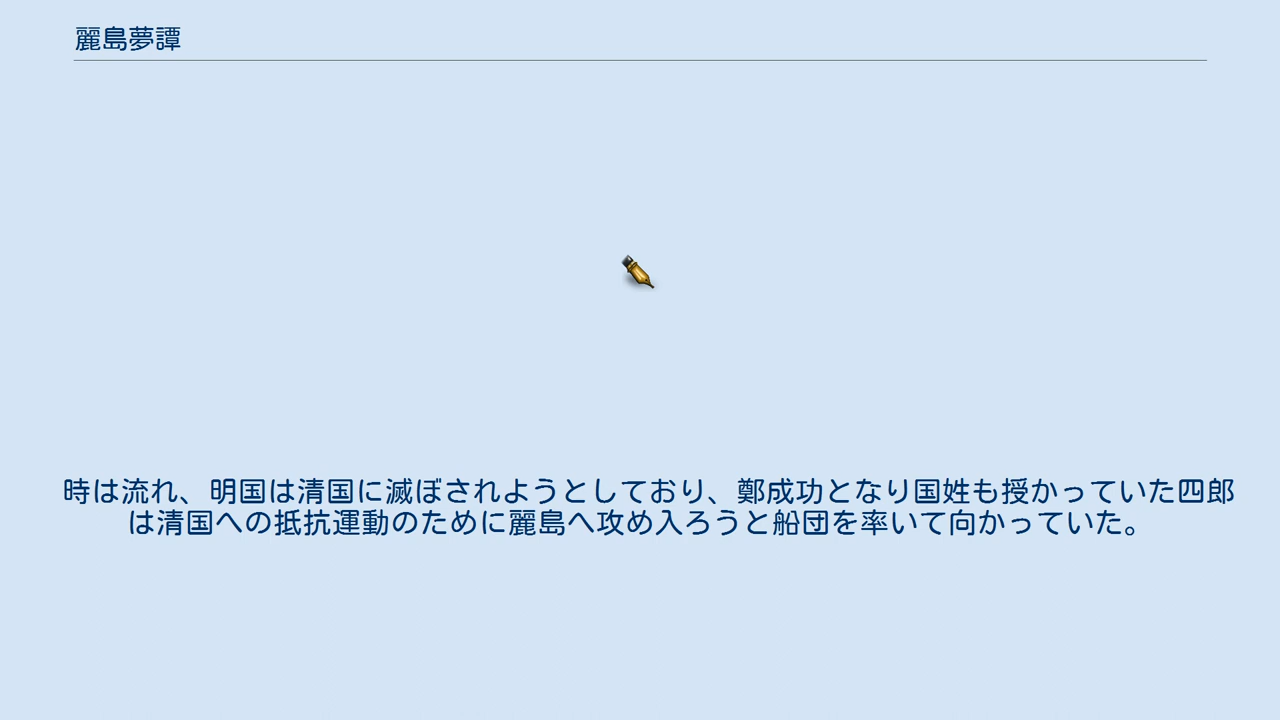 麗島夢譚
時は流れ、明国は清国に滅ぼされようとしており、鄭成功となり国姓も授かっていた四郎
は清国への抵抗運動のために麗島へ攻め入ろうと船団を率いて向かっていた。